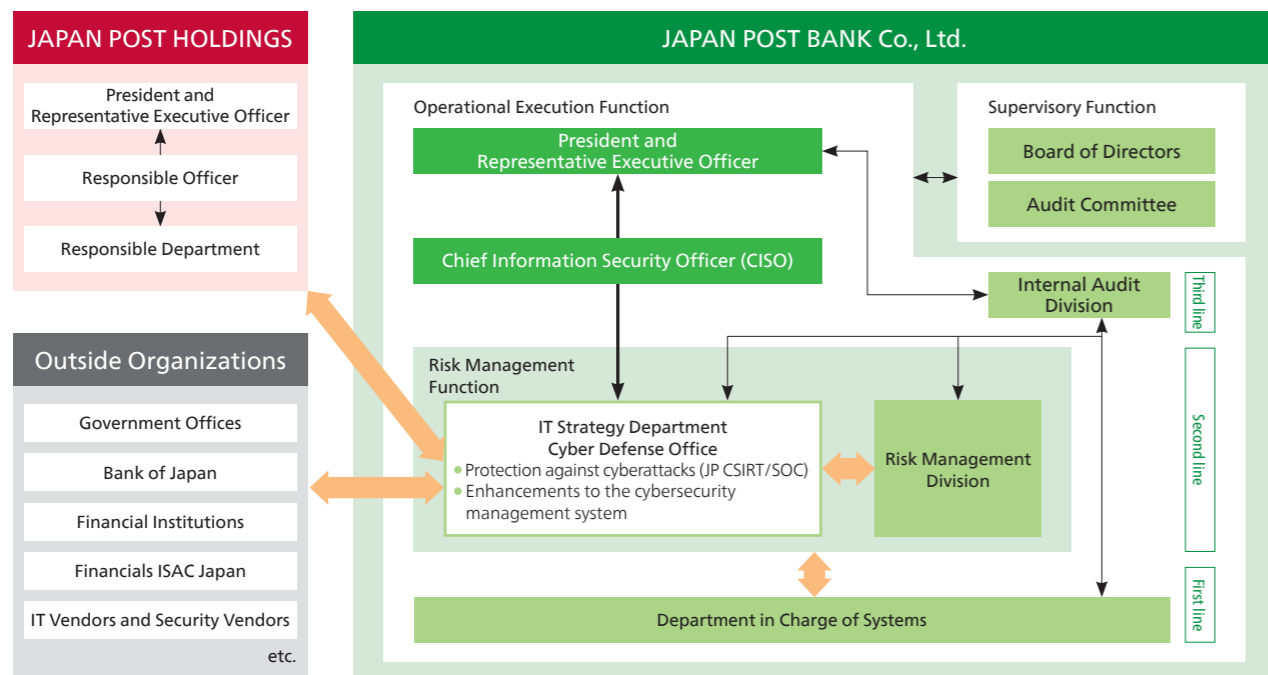 JAPAN POST HOLDINGS
President and
Representative Executive Officer
Responsible Officer
Responsible Department
Outside Organizations
Government Offices
Bank of Japan
Financial Institutions
Financials ISAC Japan
IT Vendors and Security Vendors
etc.
JAPAN POST BANK Co., Ltd.
Operational Execution Function
President and
Representative Executive Officer
Chief Information Security Officer (CISO)
Supervisory Function
Board of Directors
Audit Committee
Internal Audit
Division
Third line
Risk Management
Function
IT Strategy Department
Cyber Defense Office
● Protection against cyberattacks (JP CSIRT/SOC)
● Enhancements to the cybersecurity
management system
Risk Management
Division
Second line
Department in Charge of Systems
First line